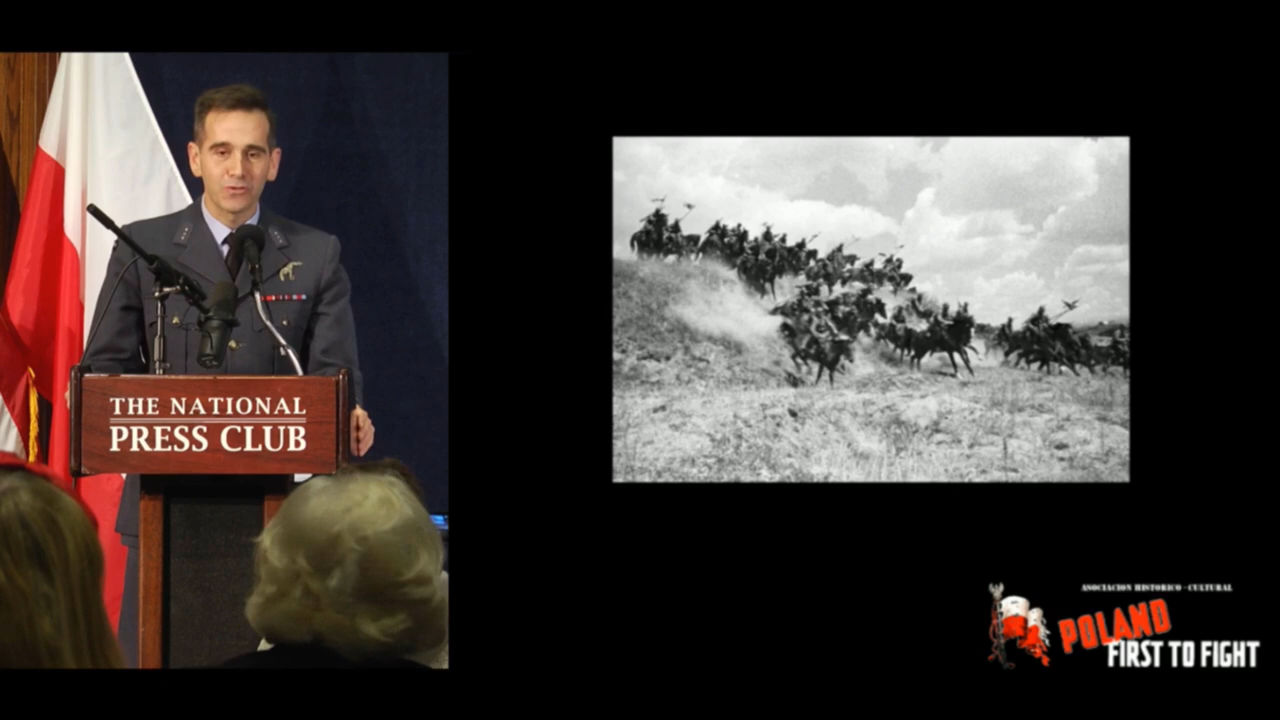 THE NATIONAL
PRESS CLUB
ASOCIACION HISTORICO - CULTURAL
POLAND
FIRST TO FIGHT